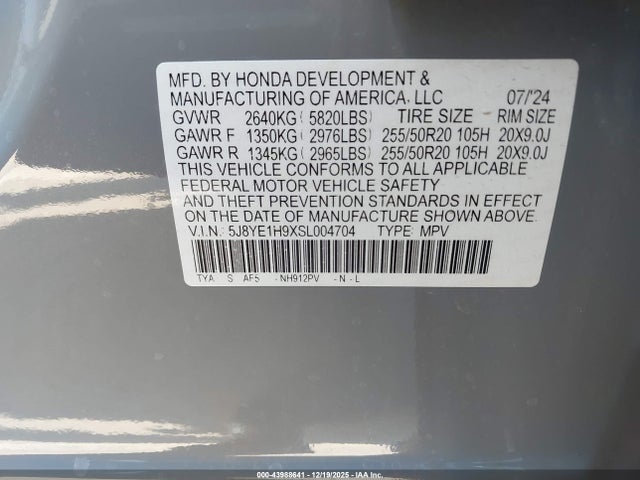 MFD. BY HONDA DEVELOPMENT &
MANUFACTURING OF AMERICA, LLC 07/'24
GVWR 2640KG ( 5820LBS) TIRE SIZE RIM SIZE
GAWR F 1350KG ( 2976LBS) 255/50R20 105H 20X9.0J
GAWR R 1345KG ( 2965LBS) 255/50R20 105H 20X9.0J
THIS VEHICLE CONFORMS TO ALL APPLICABLE
FEDERAL MOTOR VEHICLE SAFETY
AND THEFT PREVENTION STANDARDS IN EFFECT
ON THE DATE OF MANUFACTURE SHOWN ABOVE.
V.I.N.: 5J8YE1H9XSL004704 TYPE: MPV
TYA S AF5 -NH912PV -N-L
000-43988641 - 12/19/2025 - IAA Inc.